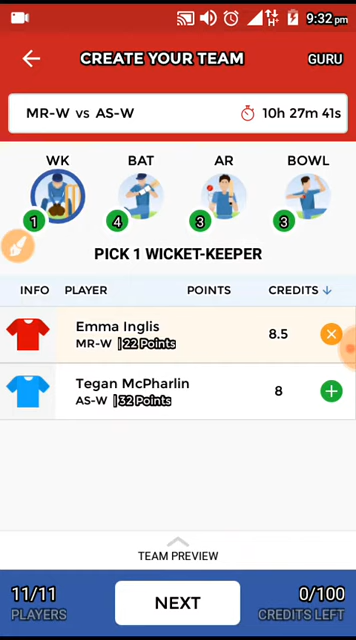 9:32 PM
CREATE YOUR TEAM
GURU
MR-W vs AS-W
10h 27m 41s
WK BAT AR BOWL
1 4 3 3
PICK 1 WICKET-KEEPER
INFO PLAYER POINTS CREDITS ↓
Emma Inglis
MR-W | 22 Points
8.5
Tegan McPharlin
AS-W | 32 Points
8
TEAM PREVIEW
11/11
PLAYERS
NEXT
0/100
CREDITS LEFT